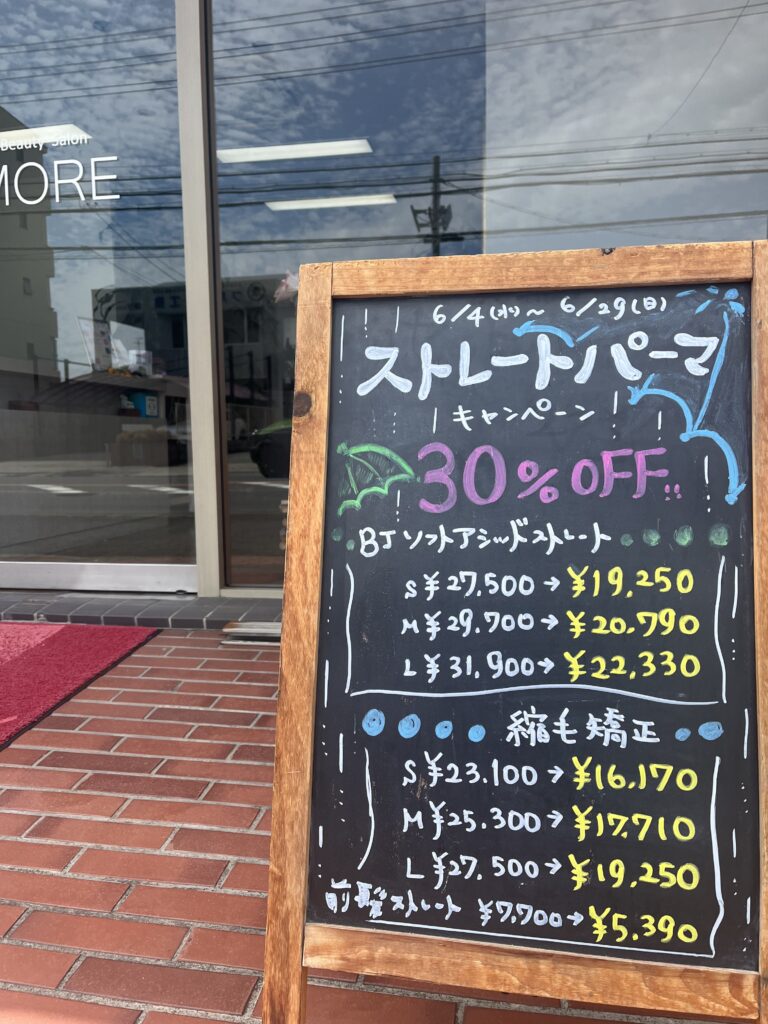 Beauty Salon
MORE
6/4(水)～6/29(日)
ストレートパーマ
キャンペーン
30%OFF!!
BJソフトアシッドストレート
S¥27,500→¥19,250
M¥29,700→¥20,790
L¥31,900→¥22,330
縮毛矯正
S¥23,100→¥16,170
M¥25,300→¥17,710
L¥27,500→¥19,250
前髪ストレート ¥7,700→¥5,390